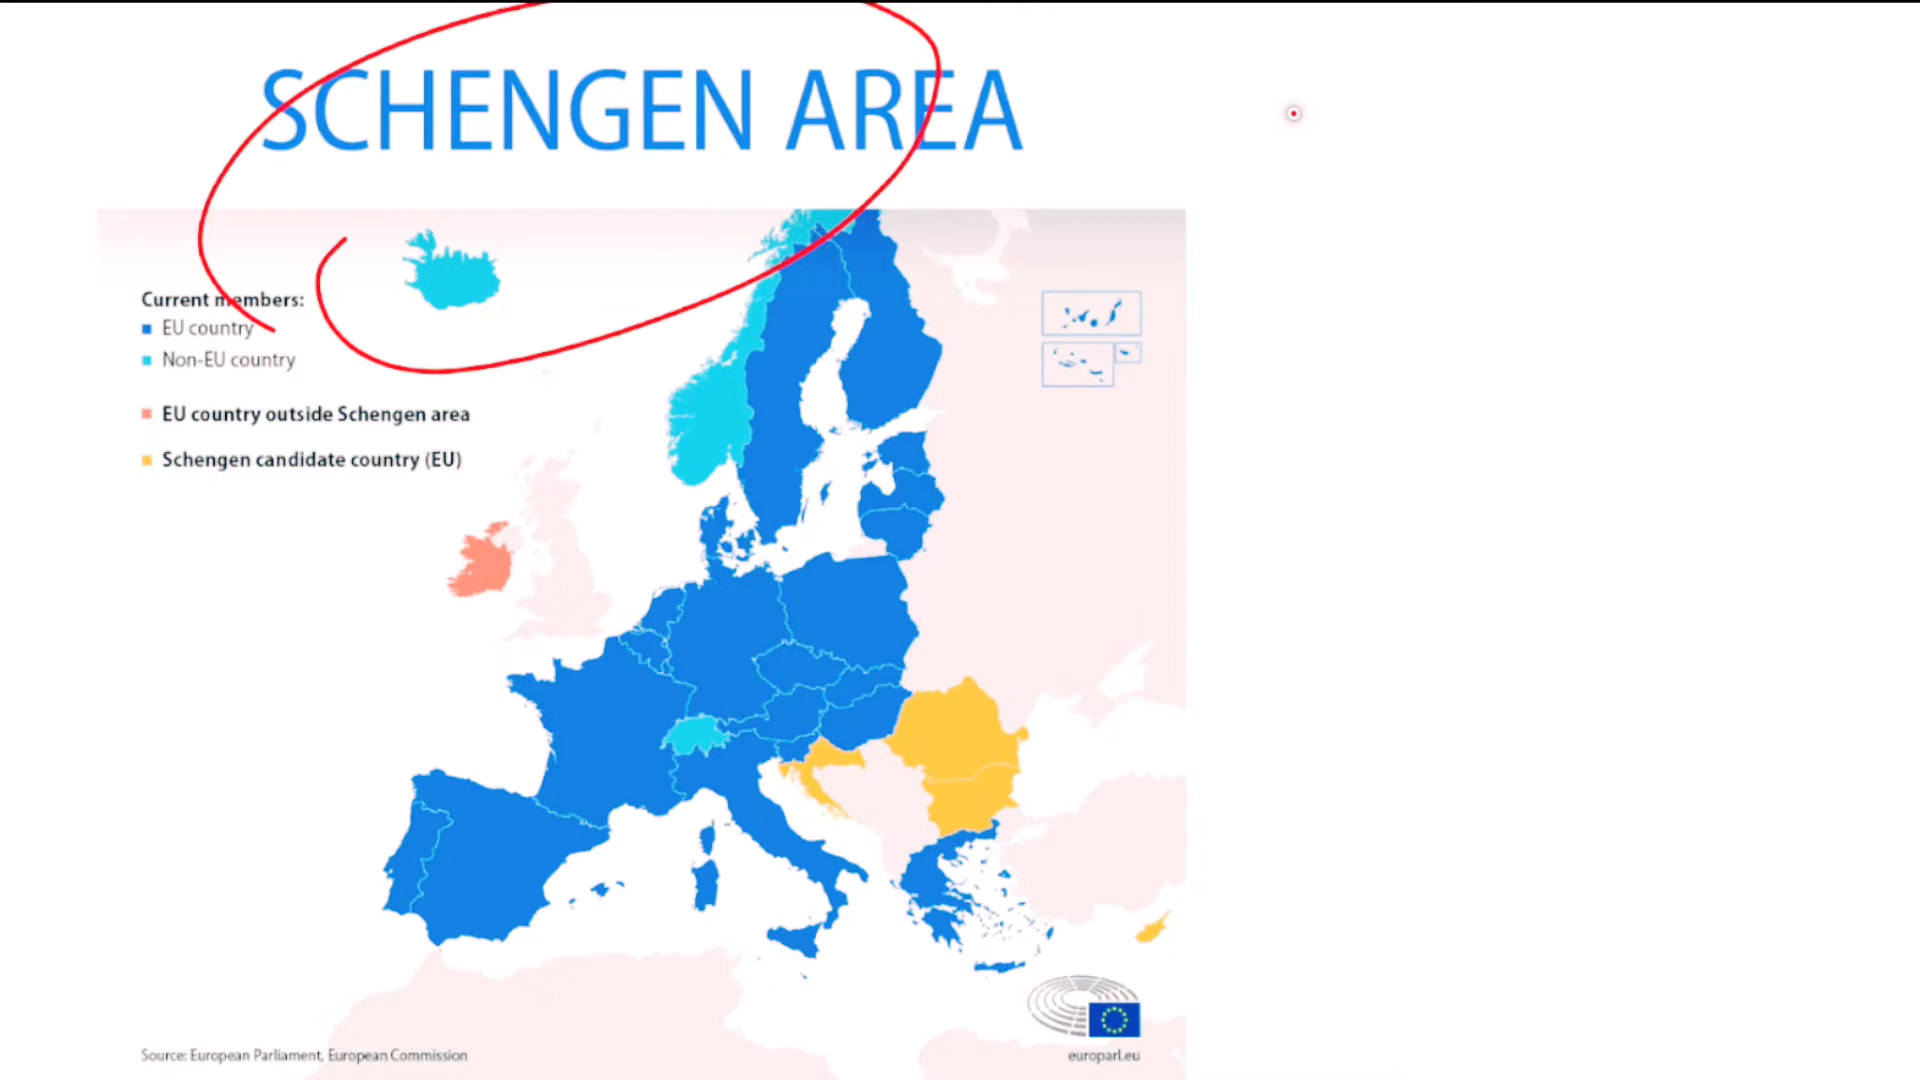 SCHENGEN AREA
Current members:
EU country
Non-EU country
EU country outside Schengen area
Schengen candidate country (EU)
Source: European Parliament, European Commission
europarl.eu